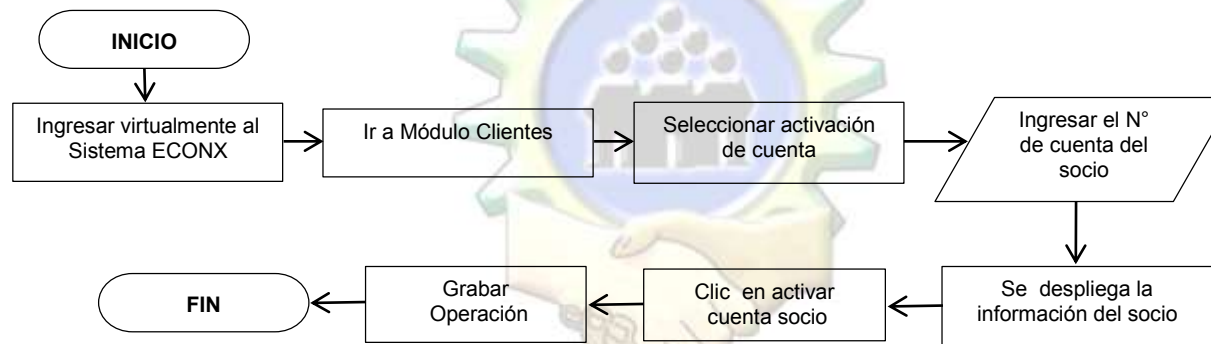 INICIO
Ingresar virtualmente al
Sistema ECONX
Ir a Módulo Clientes
Seleccionar activación
de cuenta
Ingresar el N°
de cuenta del
socio
Se despliega la
información del socio
Clic en activar
cuenta socio
Grabar
Operación
FIN